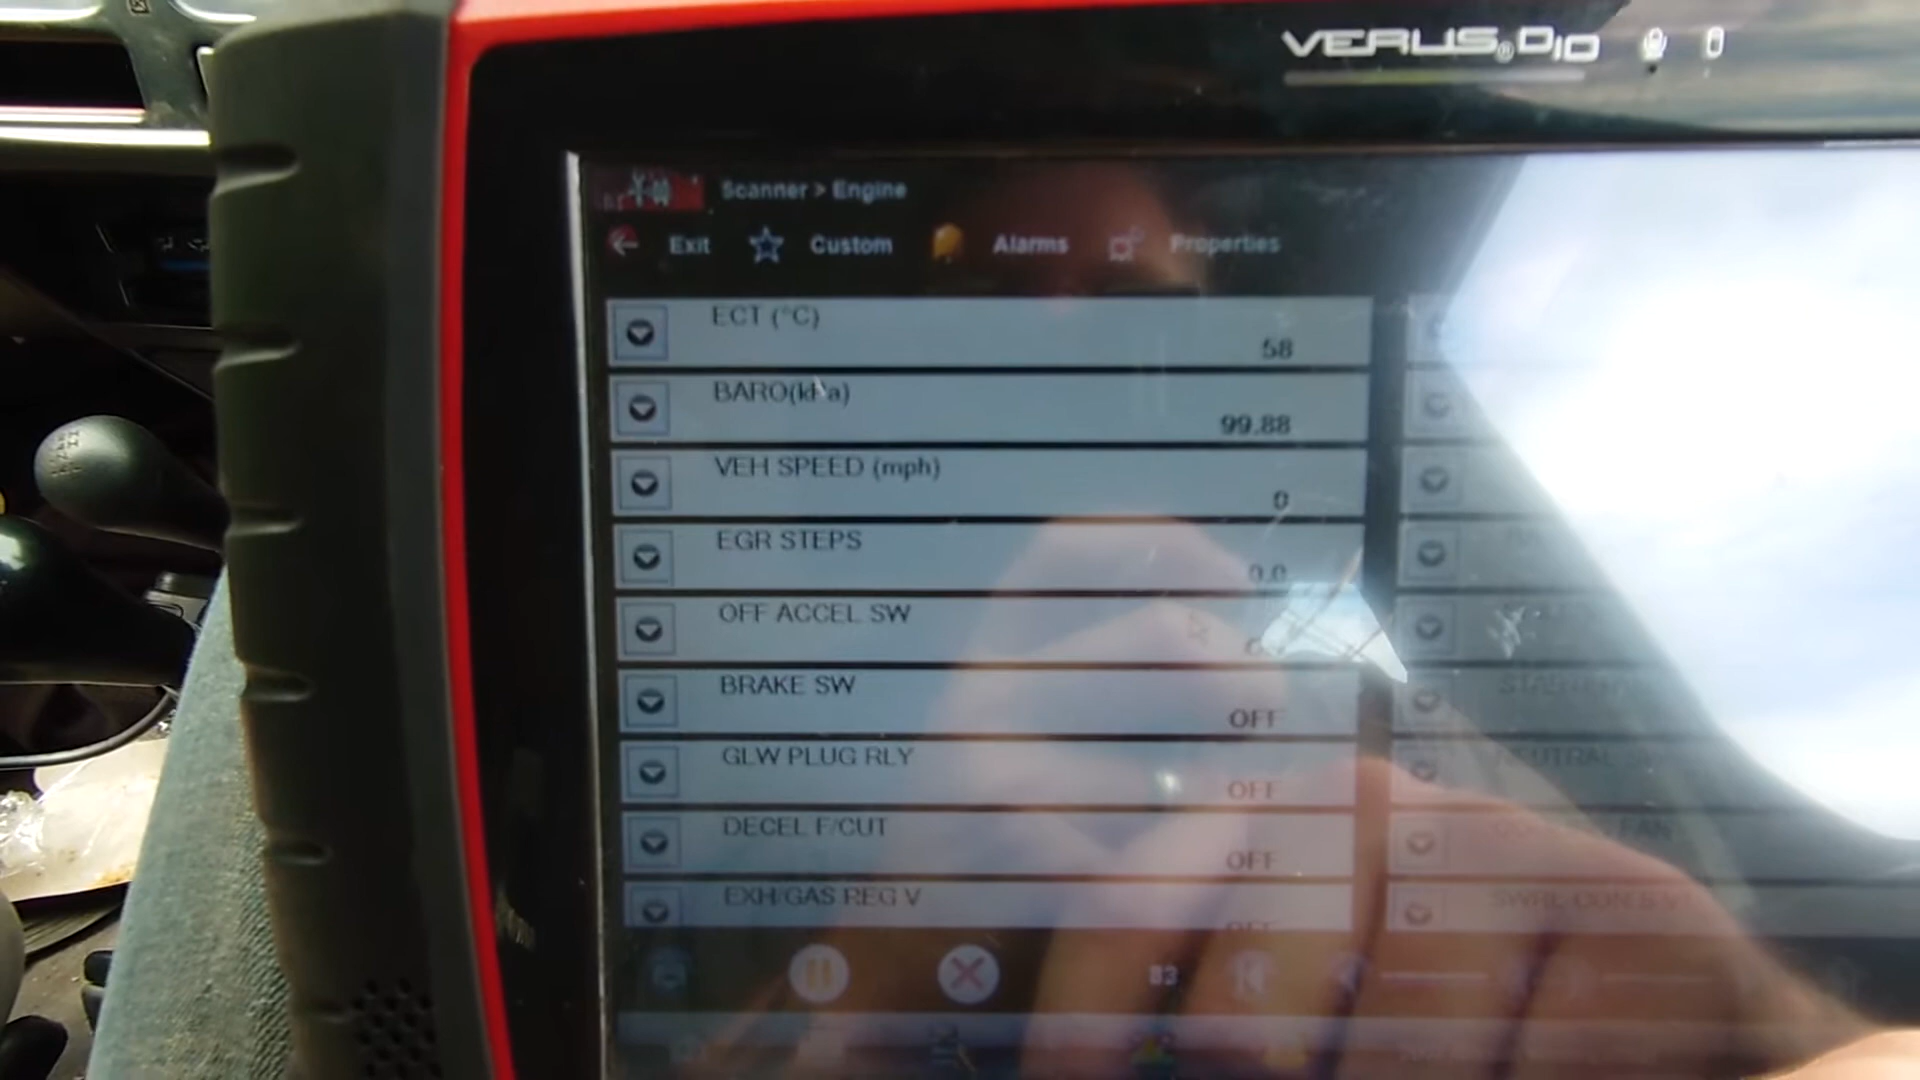 VERUS® D10
Scanner > Engine
Exit Custom Alarms Properties
ECT (°C)
58
BARO(kPa)
99.88
VEH SPEED (mph)
0
EGR STEPS
0.0
OFF ACCEL SW
BRAKE SW
OFF
GLW PLUG RLY
OFF
DECEL F/CUT
OFF
EXH/GAS REG V
OFF
83